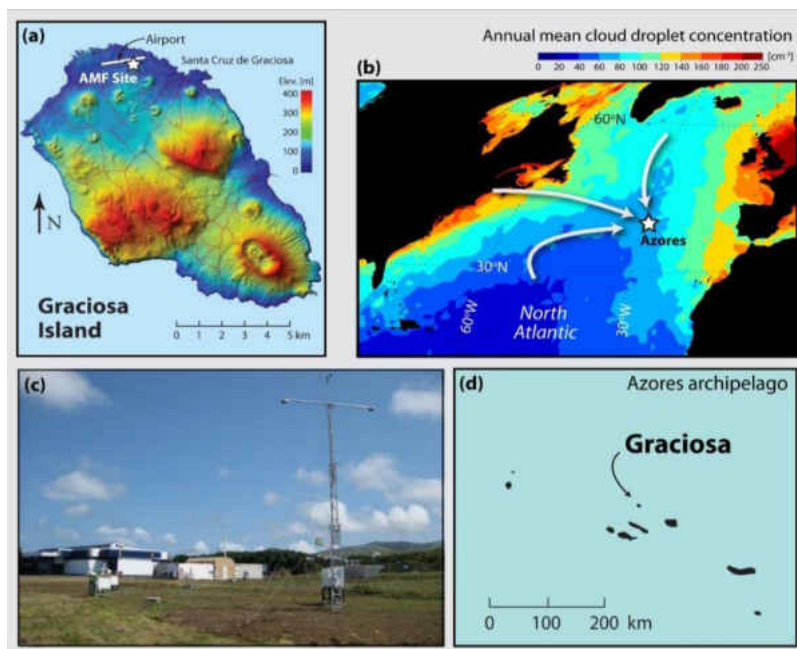 (a)
Airport
AMF Site
Santa Cruz de Graciosa
Elev. [m]
400
300
200
100
0
N
Graciosa
Island
0 1 2 3 4 5 km
Annual mean cloud droplet concentration
[cm⁻³]
0 20 40 60 80 100 120 140 160 200 250
(b)
60°N
Azores
30°N
60°W
North
Atlantic
30°W
(c)
(d)
Azores archipelago
Graciosa
0 100 200
km